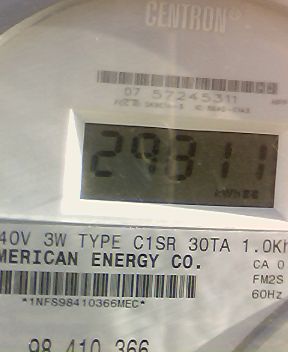 CENTRON®
07 57245311
29311
kWh
40V 3W TYPE C1SR 30TA 1.0Kh
MERICAN ENERGY CO.
CA 0
FM2S
60Hz
*1NFS98410366MEC*
98 410 366